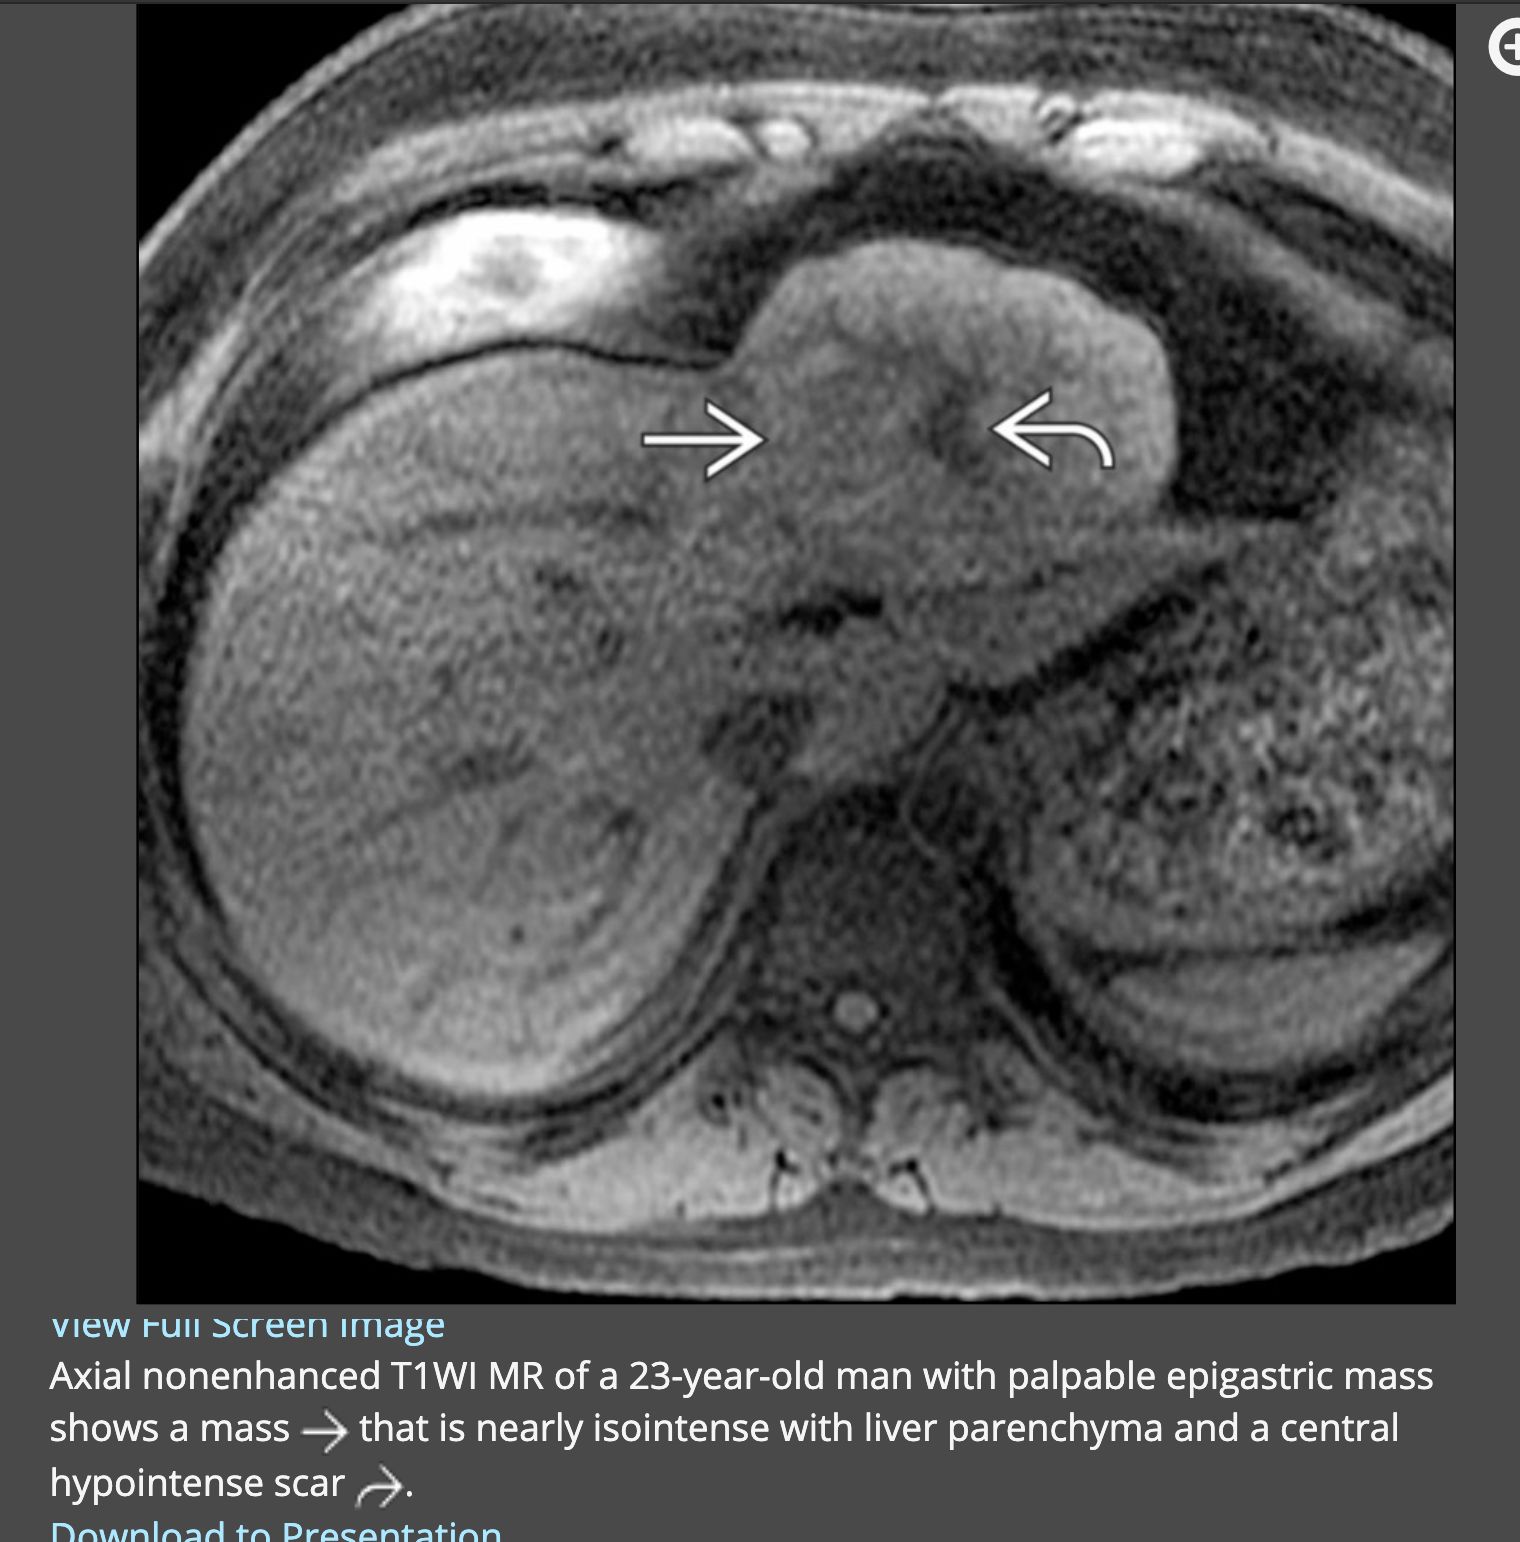 View Full Screen Image
Axial nonenhanced T1WI MR of a 23-year-old man with palpable epigastric mass
shows a mass → that is nearly isointense with liver parenchyma and a central
hypointense scar ↷.
Download to Presentation